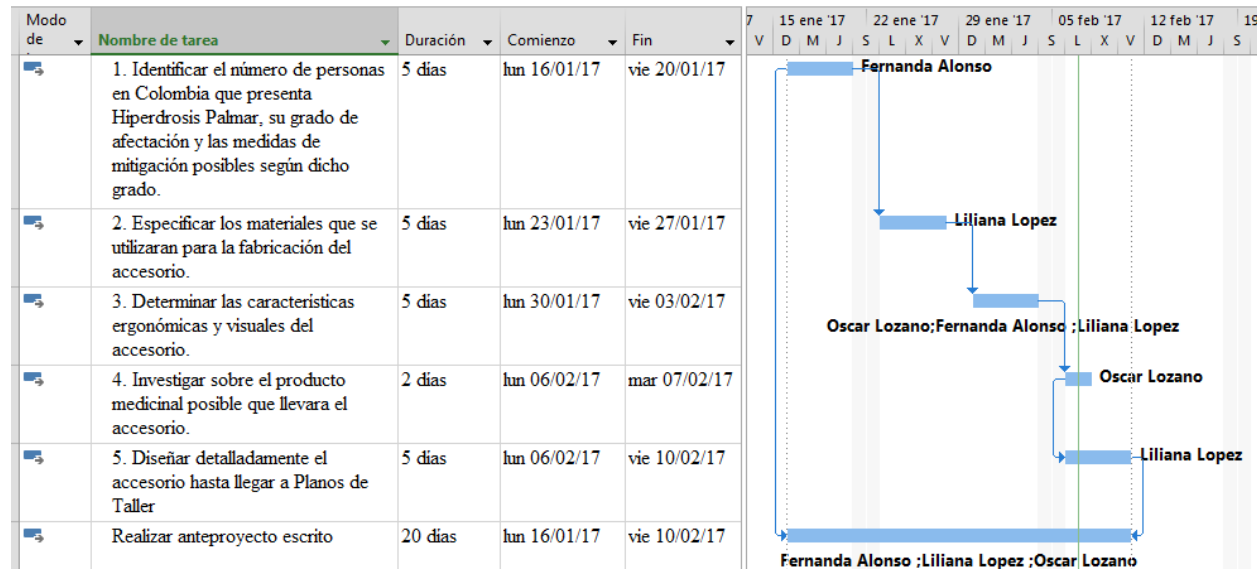 Modo
de
Nombre de tarea
Duración
Comienzo
Fin
7
15 ene '17
22 ene '17
29 ene '17
05 feb '17
12 feb '17
19
V D M J S L X V D M J S L X V D M J S
1. Identificar el número de personas
en Colombia que presenta
Hiperdrosis Palmar, su grado de
afectación y las medidas de
mitigación posibles según dicho
grado.
5 días
lun 16/01/17
vie 20/01/17
Fernanda Alonso
2. Especificar los materiales que se
utilizaran para la fabricación del
accesorio.
5 días
lun 23/01/17
vie 27/01/17
Liliana Lopez
3. Determinar las caracteristicas
ergonómicas y visuales del
accesorio.
5 días
lun 30/01/17
vie 03/02/17
Oscar Lozano;Fernanda Alonso ;Liliana Lopez
4. Investigar sobre el producto
medicinal posible que llevara el
accesorio.
2 días
lun 06/02/17
mar 07/02/17
Oscar Lozano
5. Diseñar detalladamente el
accesorio hasta llegar a Planos de
Taller
5 días
lun 06/02/17
vie 10/02/17
Liliana Lopez
Realizar anteproyecto escrito
20 días
lun 16/01/17
vie 10/02/17
Fernanda Alonso ;Liliana Lopez ;Oscar Lozano